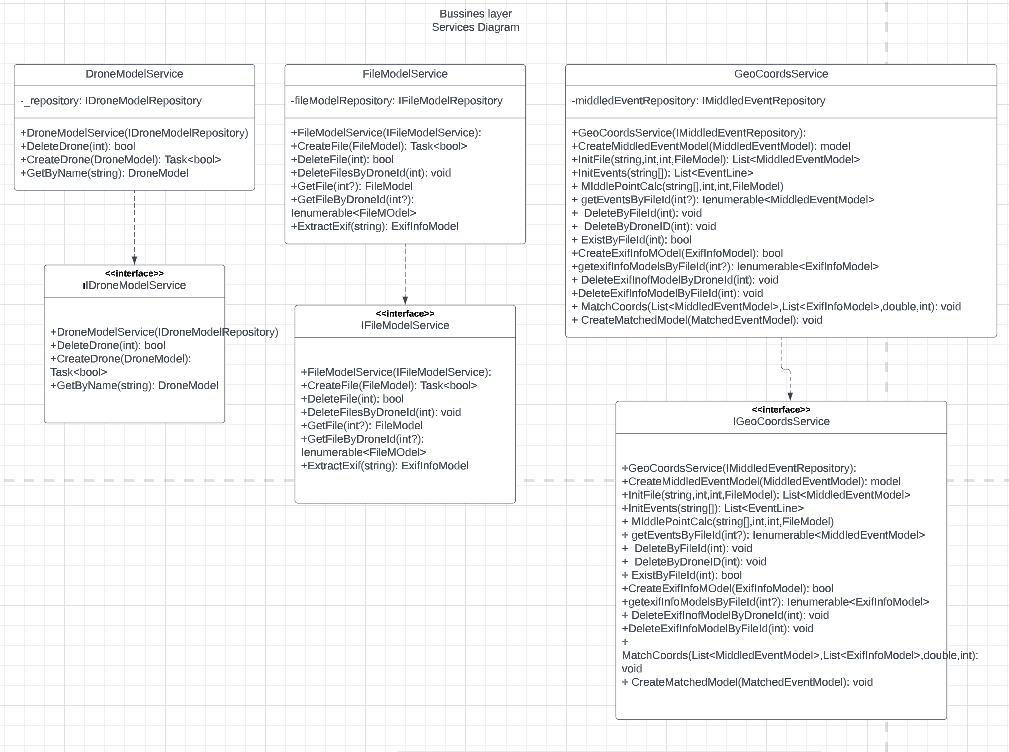 Bussines layer
Services Diagram
DroneModelService
-_repository: IDroneModelRepository
+DroneModelService(IDroneModelRepository)
+DeleteDrone(int): bool
+CreateDrone(DroneModel): Task<bool>
+GetByName(string): DroneModel
<<interface>>
IDroneModelService
+DroneModelService(IDroneModelRepository)
+DeleteDrone(int): bool
+CreateDrone(DroneModel):
Task<bool>
+GetByName(string): DroneModel
FileModelService
-fileModelRepository: IFileModelRepository
+FileModelService(IFileModelService):
+CreateFile(FileModel): Task<bool>
+DeleteFile(int): bool
+DeleteFilesByDroneId(int): void
+GetFile(int?): FileModel
+GetFileByDroneId(int?):
Ienumerable<FileMOdel>
+ExtractExif(string): ExifInfoModel
<<interface>>
IFileModelService
+FileModelService(IFileModelService):
+CreateFile(FileModel): Task<bool>
+DeleteFile(int): bool
+DeleteFilesByDroneId(int): void
+GetFile(int?): FileModel
+GetFileByDroneId(int?):
Ienumerable<FileMOdel>
+ExtractExif(string): ExifInfoModel
GeoCoordsService
-middledEventRepository: IMiddledEventRepository
+GeoCoordsService(IMiddledEventRepository):
+CreateMiddledEventModel(MiddledEventModel): model
+InitFile(string,int,int,FileModel): List<MiddledEventModel>
+InitEvents(string[]): List<EventLine>
+ MIddlePointCalc(string[],int,int,FileModel)
+ getEventsByFileId(int?): Ienumerable<MiddledEventModel>
+  DeleteByFileId(int): void
+  DeleteByDroneID(int): void
+ ExistByFileId(int): bool
+CreateExifInfoMOdel(ExifInfoModel): bool
+getexifInfoModelsByFileId(int?): Ienumerable<ExifInfoModel>
+ DeleteExifInofModelByDroneId(int): void
+DeleteExifInfoModelByFileId(int): void
+ MatchCoords(List<MiddledEventModel>,List<ExifInfoModel>,double,int): void
+ CreateMatchedModel(MatchedEventModel): void
<<interface>>
IGeoCoordsService
+GeoCoordsService(IMiddledEventRepository):
+CreateMiddledEventModel(MiddledEventModel): model
+InitFile(string,int,int,FileModel): List<MiddledEventModel>
+InitEvents(string[]): List<EventLine>
+ MIddlePointCalc(string[],int,int,FileModel)
+ getEventsByFileId(int?): Ienumerable<MiddledEventModel>
+  DeleteByFileId(int): void
+  DeleteByDroneID(int): void
+ ExistByFileId(int): bool
+CreateExifInfoMOdel(ExifInfoModel): bool
+getexifInfoModelsByFileId(int?): Ienumerable<ExifInfoModel>
+ DeleteExifInofModelByDroneId(int): void
+DeleteExifInfoModelByFileId(int): void
+
MatchCoords(List<MiddledEventModel>,List<ExifInfoModel>,double,int):
void
+ CreateMatchedModel(MatchedEventModel): void